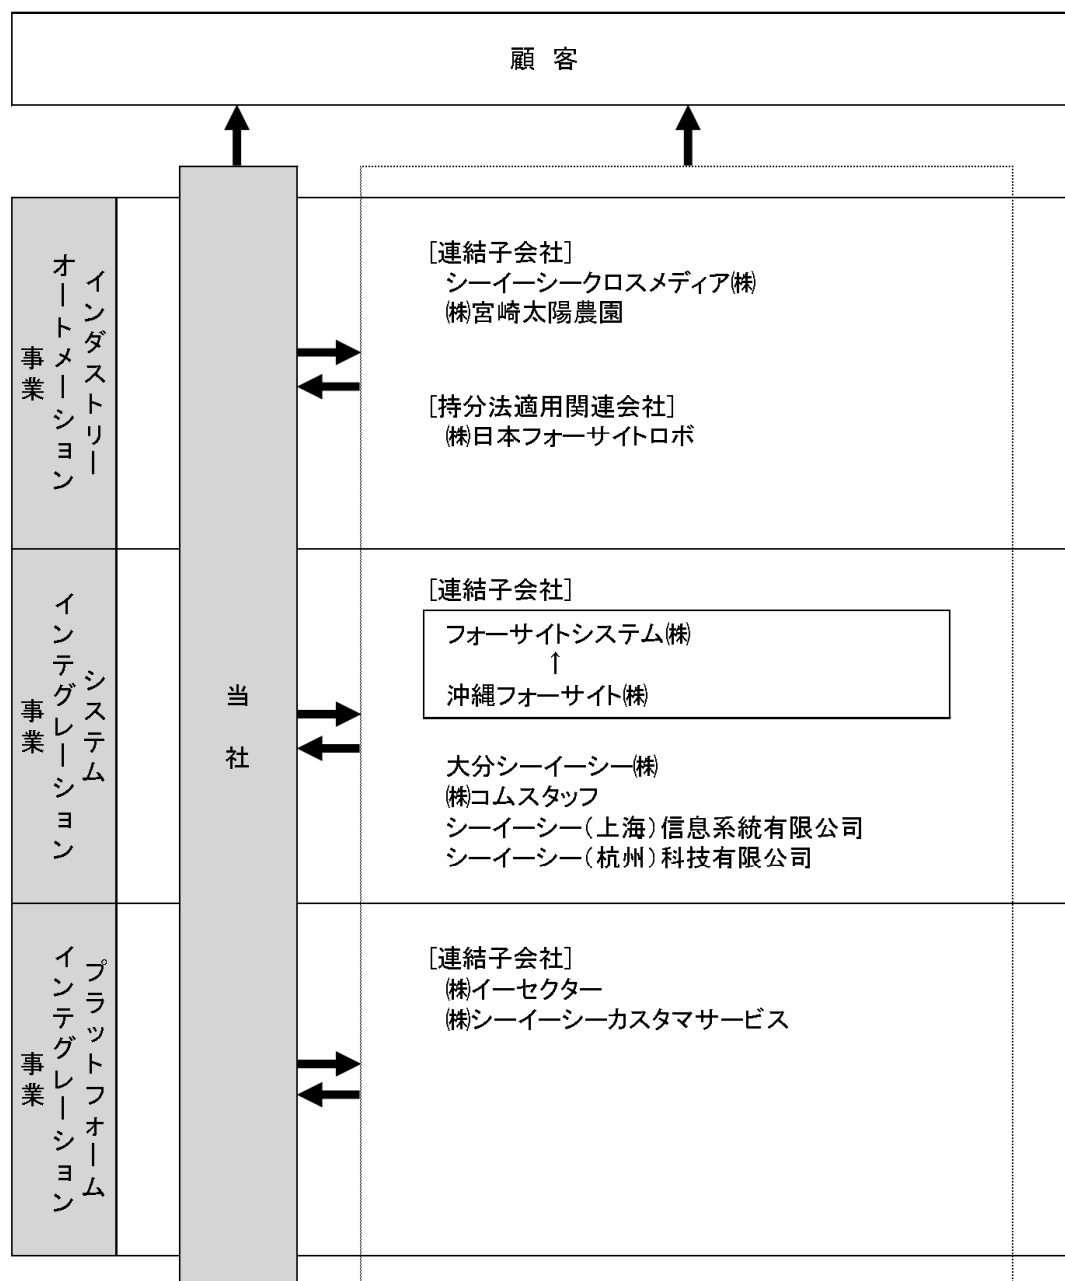 顧 客
当
社
インダストリー
オートメーション
事業
[連結子会社]
シーイーシークロスメディア㈱
㈱宮崎太陽農園
[持分法適用関連会社]
㈱日本フォーサイトロボ
システム
インテグレーション
事業
[連結子会社]
フォーサイトシステム㈱
↑
沖縄フォーサイト㈱
大分シーイーシー㈱
㈱コムスタッフ
シーイーシー(上海)信息系統有限公司
シーイーシー(杭州)科技有限公司
プラットフォーム
インテグレーション
事業
[連結子会社]
㈱イーセクター
㈱シーイーシーカスタマサービス